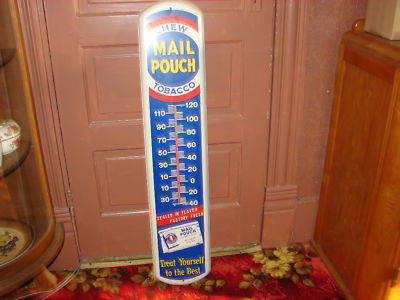 CHEW
MAIL
POUCH
TOBACCO
120
110
100
90
80
70
60
50
40
30
20
10
0
10
20
30
40
SEALED IN FLAVOR
FACTORY FRESH
MAIL
POUCH
Treat Yourself
to the Best